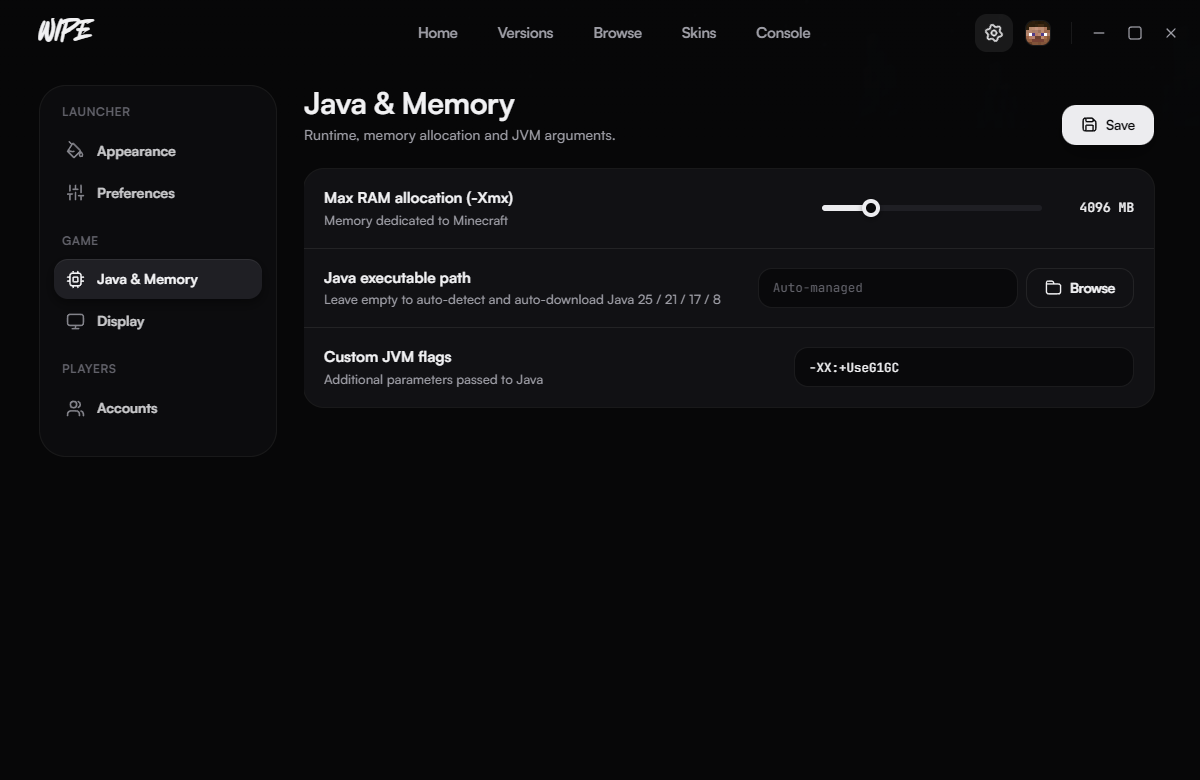 WIPE
Home
Versions
Browse
Skins
Console
LAUNCHER
Appearance
Preferences
GAME
Java & Memory
Display
PLAYERS
Accounts
Java & Memory
Runtime, memory allocation and JVM arguments.
Save
Max RAM allocation (-Xmx)
Memory dedicated to Minecraft
4096 MB
Java executable path
Leave empty to auto-detect and auto-download Java 25 / 21 / 17 / 8
Auto-managed
Browse
Custom JVM flags
Additional parameters passed to Java
-XX:+UseG1GC